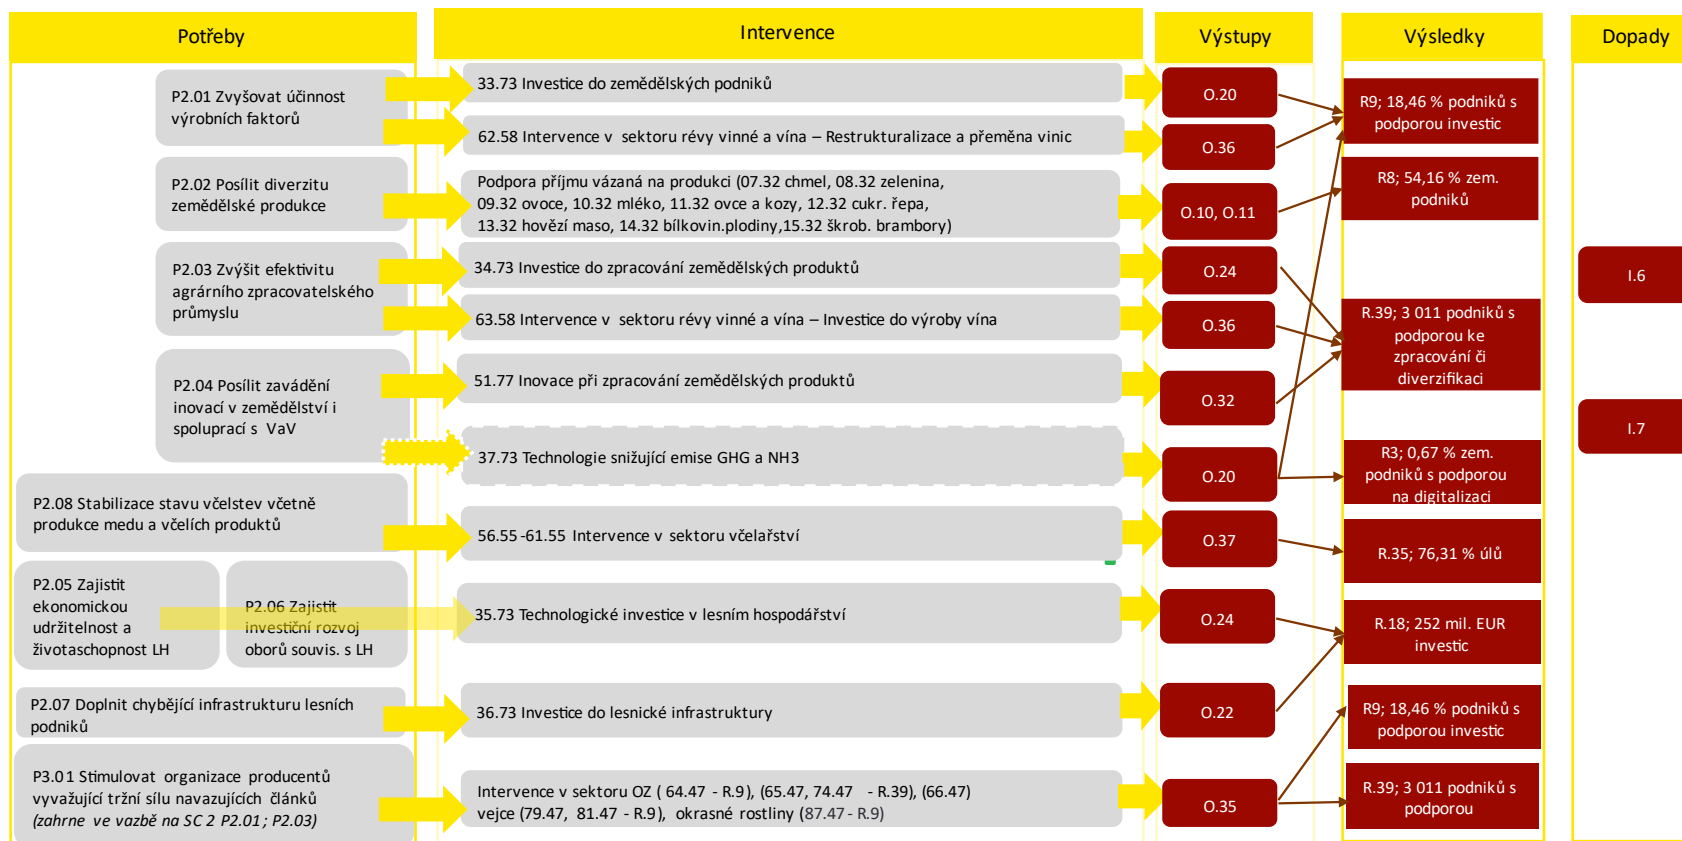 Potřeby
Intervence
Výstupy
Výsledky
Dopady
P2.01 Zvyšovat účinnost
výrobních faktorů
33.73 Investice do zemědělských podniků
O.20
R9; 18,46 % podniků s
podporou investic
62.58 Intervence v sektoru révy vinné a vína – Restrukturalizace a přeměna vinic
O.36
P2.02 Posílit diverzitu
zemědělské produkce
Podpora příjmu vázaná na produkci (07.32 chmel, 08.32 zelenina,
09.32 ovoce, 10.32 mléko, 11.32 ovce a kozy, 12.32 cukr. řepa,
13.32 hovězí maso, 14.32 bílkovin.plodiny,15.32 škrob. brambory)
O.10, O.11
R8; 54,16 % zem.
podniků
P2.03 Zvýšit efektivitu
agrárního zpracovatelského
průmyslu
34.73 Investice do zpracování zemědělských produktů
O.24
I.6
63.58 Intervence v sektoru révy vinné a vína – Investice do výroby vína
O.36
R.39; 3 011 podniků s
podporou ke
zpracování či
diverzifikaci
P2.04 Posílit zavádění
inovací v zemědělství i
spoluprací s VaV
51.77 Inovace při zpracování zemědělských produktů
O.32
I.7
37.73 Technologie snižující emise GHG a NH3
O.20
R3; 0,67 % zem.
podniků s podporou
na digitalizaci
P2.08 Stabilizace stavu včelstev včetně
produkce medu a včelích produktů
56.55-61.55 Intervence v sektoru včelařství
O.37
R.35; 76,31 % úlů
P2.05 Zajistit
ekonomickou
udržitelnost a
životaschopnost LH
P2.06 Zajistit
investiční rozvoj
oborů souvis. s LH
35.73 Technologické investice v lesním hospodářství
O.24
R.18; 252 mil. EUR
investic
P2.07 Doplnit chybějící infrastrukturu lesních
podniků
36.73 Investice do lesnické infrastruktury
O.22
R9; 18,46 % podniků s
podporou investic
P3.01 Stimulovat organizace producentů
vyvažující tržní sílu navazujících článků
(zahrne ve vazbě na SC 2 P2.01; P2.03)
Intervence v sektoru OZ ( 64.47 - R.9), (65.47, 74.47 - R.39), (66.47)
vejce (79.47, 81.47 - R.9), okrasné rostliny (87.47 - R.9)
O.35
R.39; 3 011 podniků s
podporou